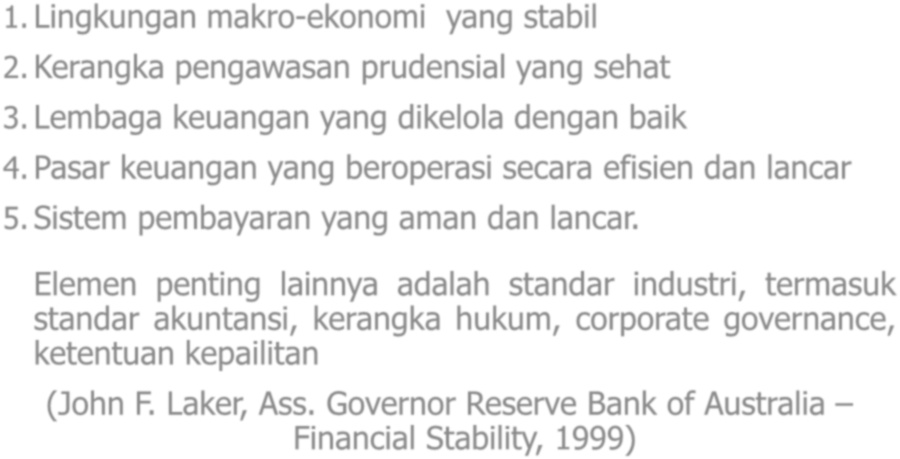 1. Lingkungan makro-ekonomi yang stabil
2. Kerangka pengawasan prudensial yang sehat
3. Lembaga keuangan yang dikelola dengan baik
4. Pasar keuangan yang beroperasi secara efisien dan lancar
5. Sistem pembayaran yang aman dan lancar.
Elemen penting lainnya adalah standar industri, termasuk
standar akuntansi, kerangka hukum, corporate governance,
ketentuan kepailitan
(John F. Laker, Ass. Governor Reserve Bank of Australia –
Financial Stability, 1999)